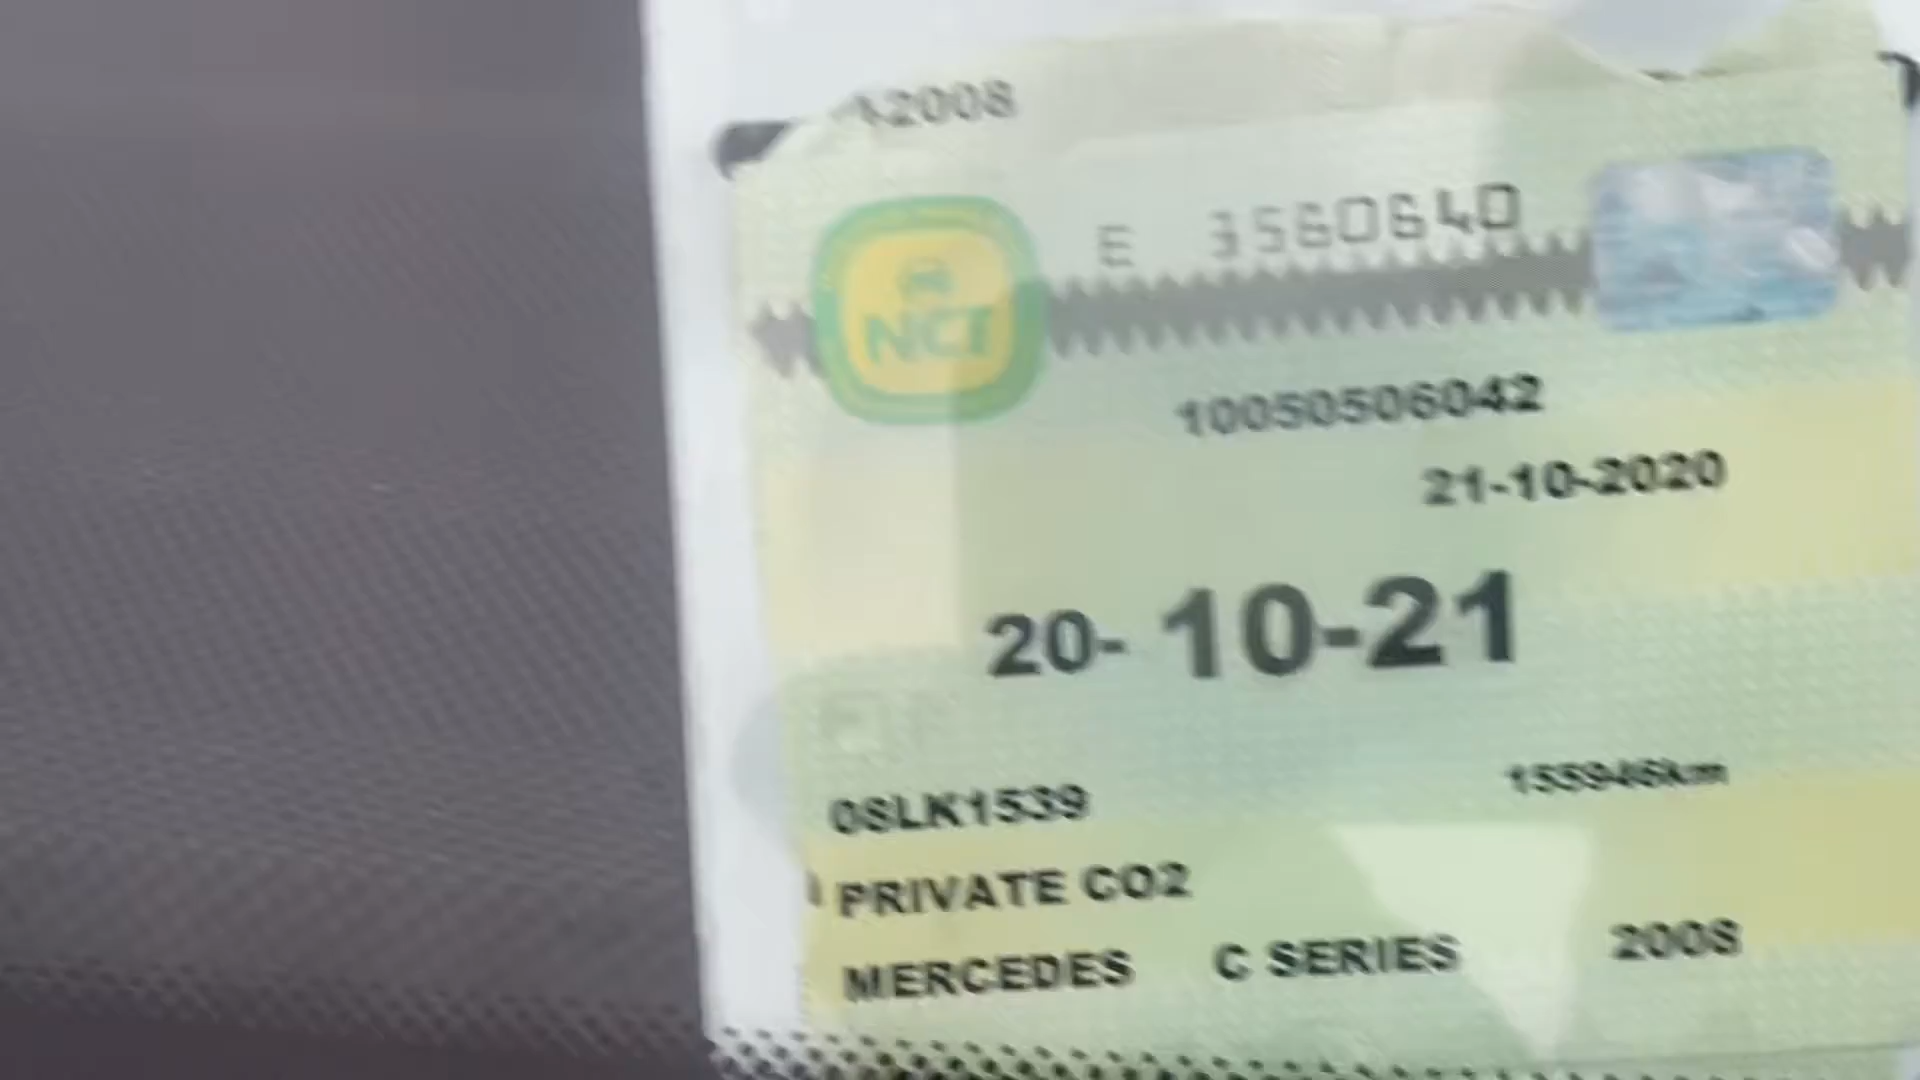 2008
E 3560640
NCT
10050506042
21-10-2020
20- 10-21
08LK1539
155946km
PRIVATE CO2
MERCEDES C SERIES 2008